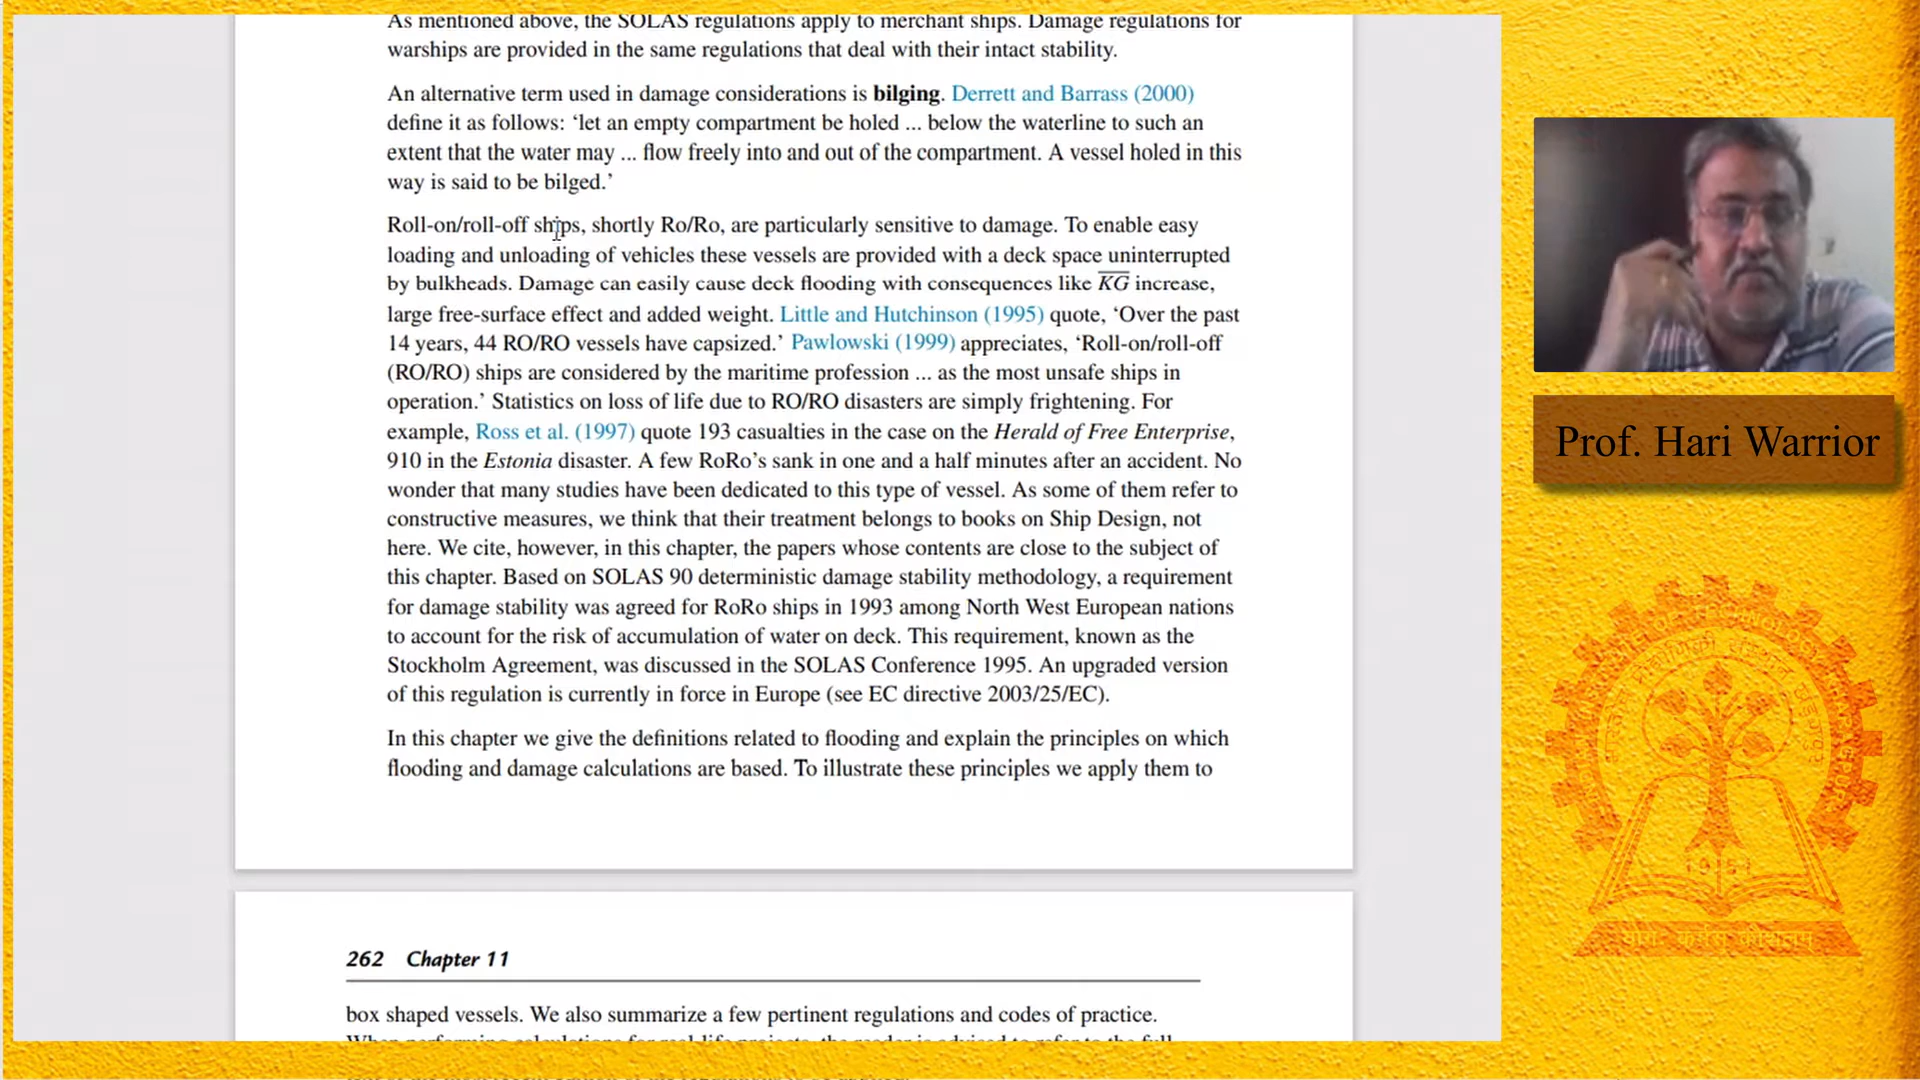 As mentioned above, the SOLAS regulations apply to merchant ships. Damage regulations for
warships are provided in the same regulations that deal with their intact stability.
An alternative term used in damage considerations is bilging. Derrett and Barrass (2000)
define it as follows: ‘let an empty compartment be holed ... below the waterline to such an
extent that the water may ... flow freely into and out of the compartment. A vessel holed in this
way is said to be bilged.’
Roll-on/roll-off ships, shortly Ro/Ro, are particularly sensitive to damage. To enable easy
loading and unloading of vehicles these vessels are provided with a deck space uninterrupted
by bulkheads. Damage can easily cause deck flooding with consequences like KG increase,
large free-surface effect and added weight. Little and Hutchinson (1995) quote, ‘Over the past
14 years, 44 RO/RO vessels have capsized.’ Pawlowski (1999) appreciates, ‘Roll-on/roll-off
(RO/RO) ships are considered by the maritime profession ... as the most unsafe ships in
operation.’ Statistics on loss of life due to RO/RO disasters are simply frightening. For
example, Ross et al. (1997) quote 193 casualties in the case on the Herald of Free Enterprise,
910 in the Estonia disaster. A few RoRo’s sank in one and a half minutes after an accident. No
wonder that many studies have been dedicated to this type of vessel. As some of them refer to
constructive measures, we think that their treatment belongs to books on Ship Design, not
here. We cite, however, in this chapter, the papers whose contents are close to the subject of
this chapter. Based on SOLAS 90 deterministic damage stability methodology, a requirement
for damage stability was agreed for RoRo ships in 1993 among North West European nations
to account for the risk of accumulation of water on deck. This requirement, known as the
Stockholm Agreement, was discussed in the SOLAS Conference 1995. An upgraded version
of this regulation is currently in force in Europe (see EC directive 2003/25/EC).
In this chapter we give the definitions related to flooding and explain the principles on which
flooding and damage calculations are based. To illustrate these principles we apply them to
262 Chapter 11
box shaped vessels. We also summarize a few pertinent regulations and codes of practice.
Prof. Hari Warrior
1951
योगः कर्मसु कौशलम्